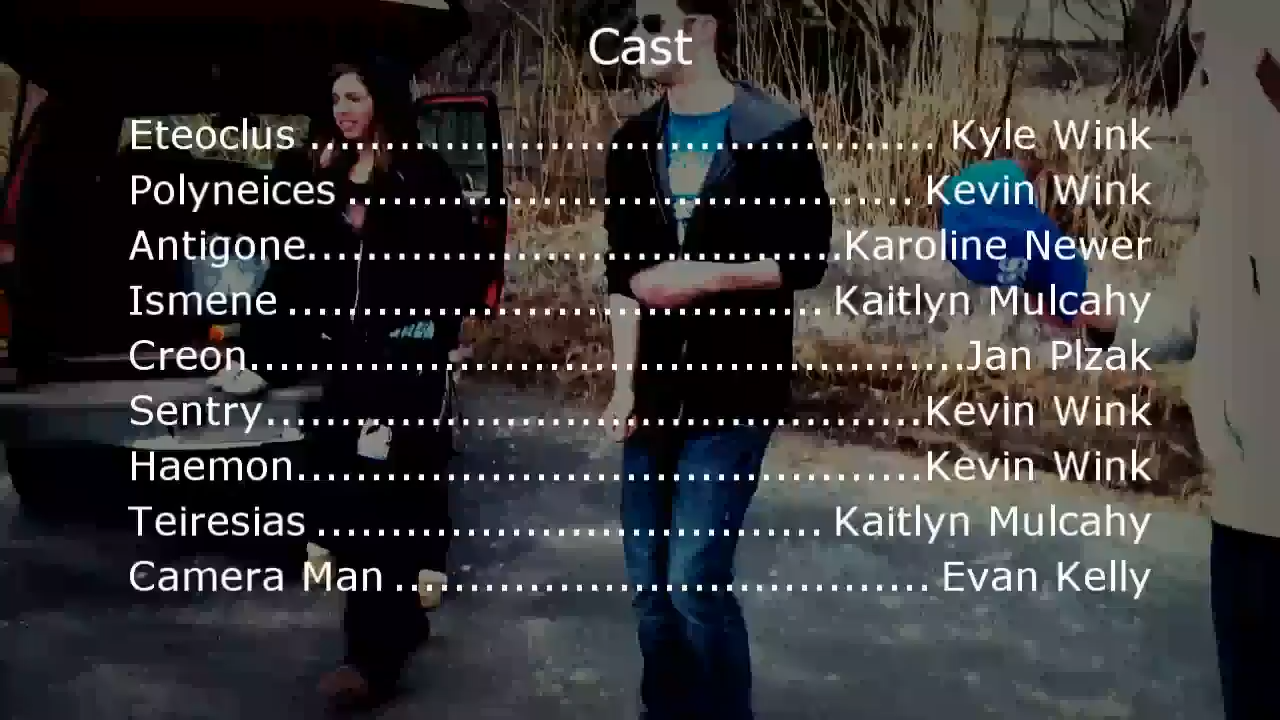 Cast
Eteoclus ........................................... Kyle Wink
Polyneices ....................................... Kevin Wink
Antigone.....................................Karoline Newer
Ismene ..................................... Kaitlyn Mulcahy
Creon.................................................Jan Plzak
Sentry.............................................Kevin Wink
Haemon...........................................Kevin Wink
Teiresias ................................... Kaitlyn Mulcahy
Camera Man ..................................... Evan Kelly